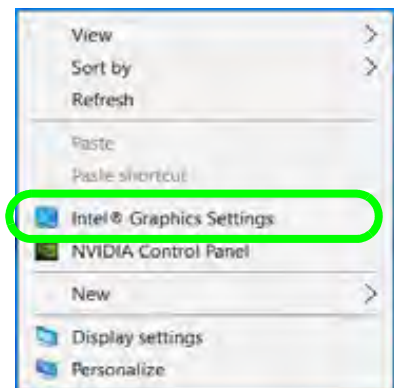 View
Sort by
Refresh
Paste
Paste shortcut
Intel® Graphics Settings
NVIDIA Control Panel
New
Display settings
Personalize